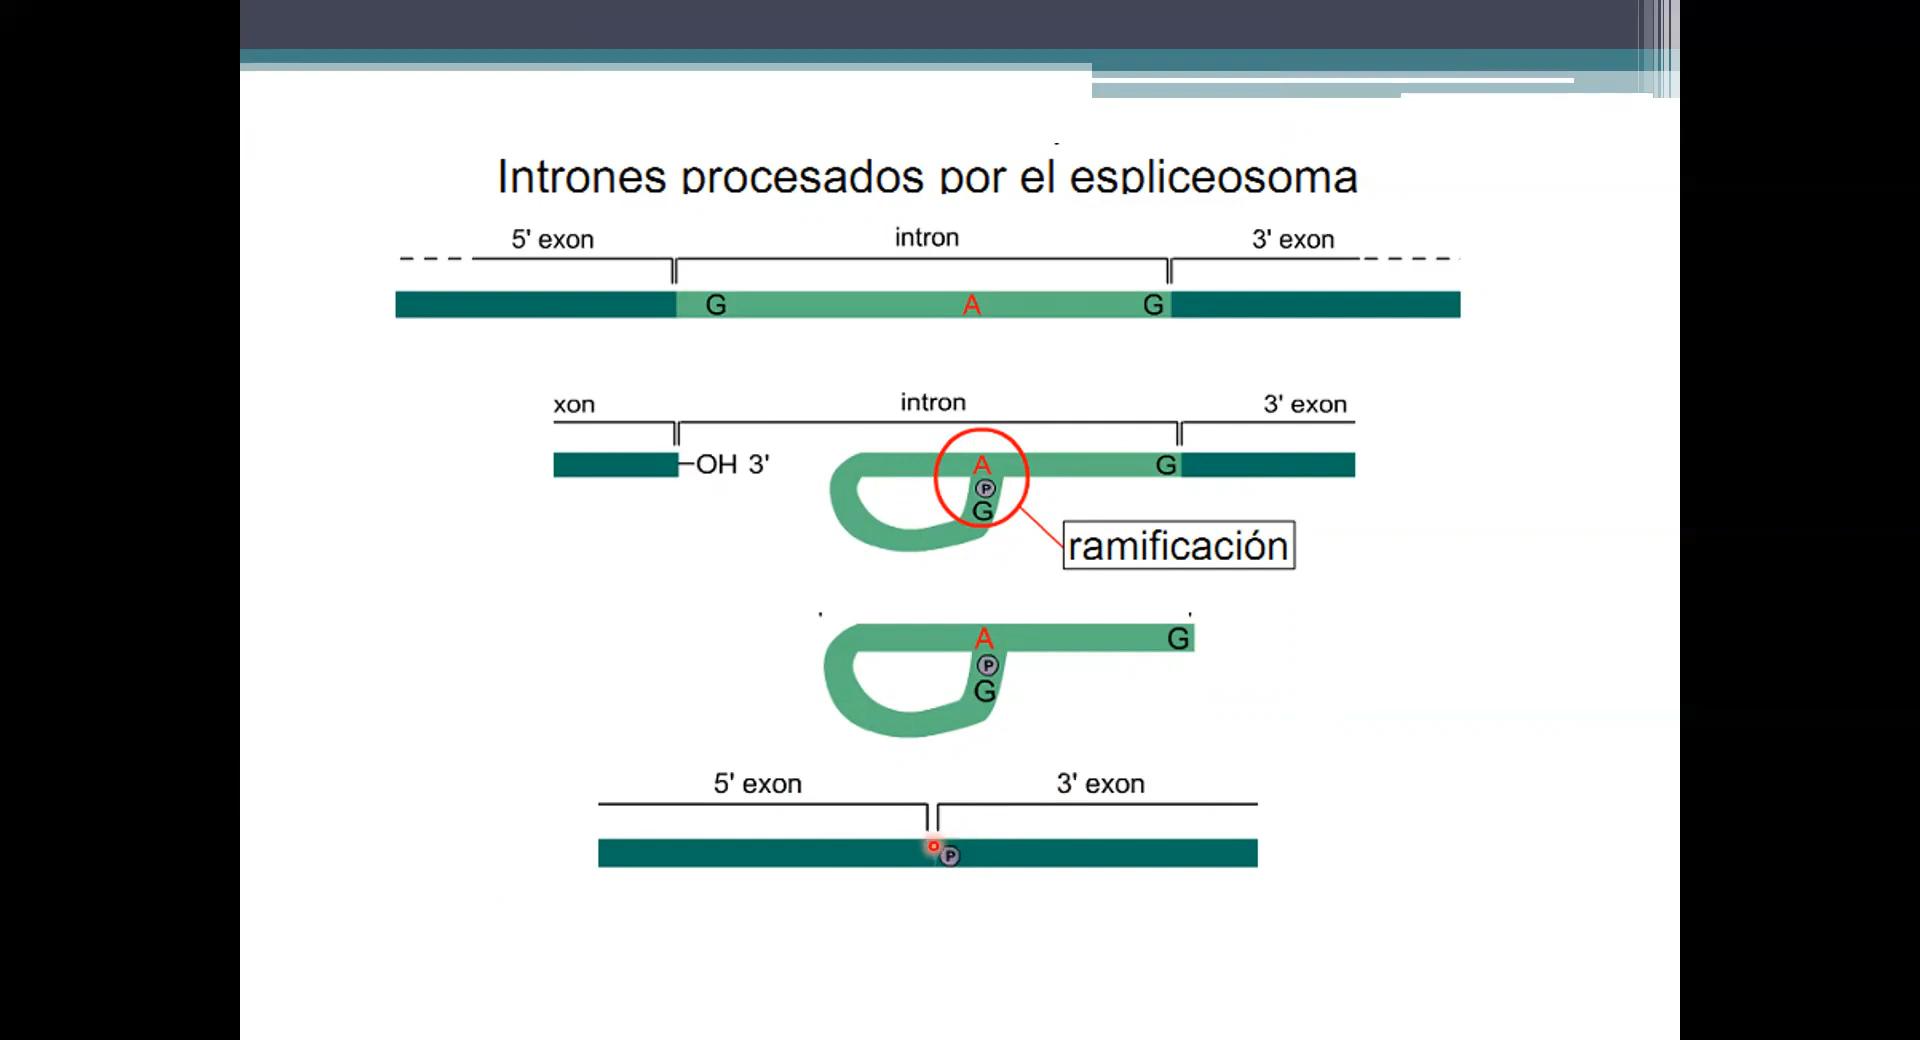 Intrones procesados por el espliceosoma
5' exon intron 3' exon
G A G
xon intron 3' exon
OH 3' A G
P
G
ramificación
A G
P
G
5' exon 3' exon
P